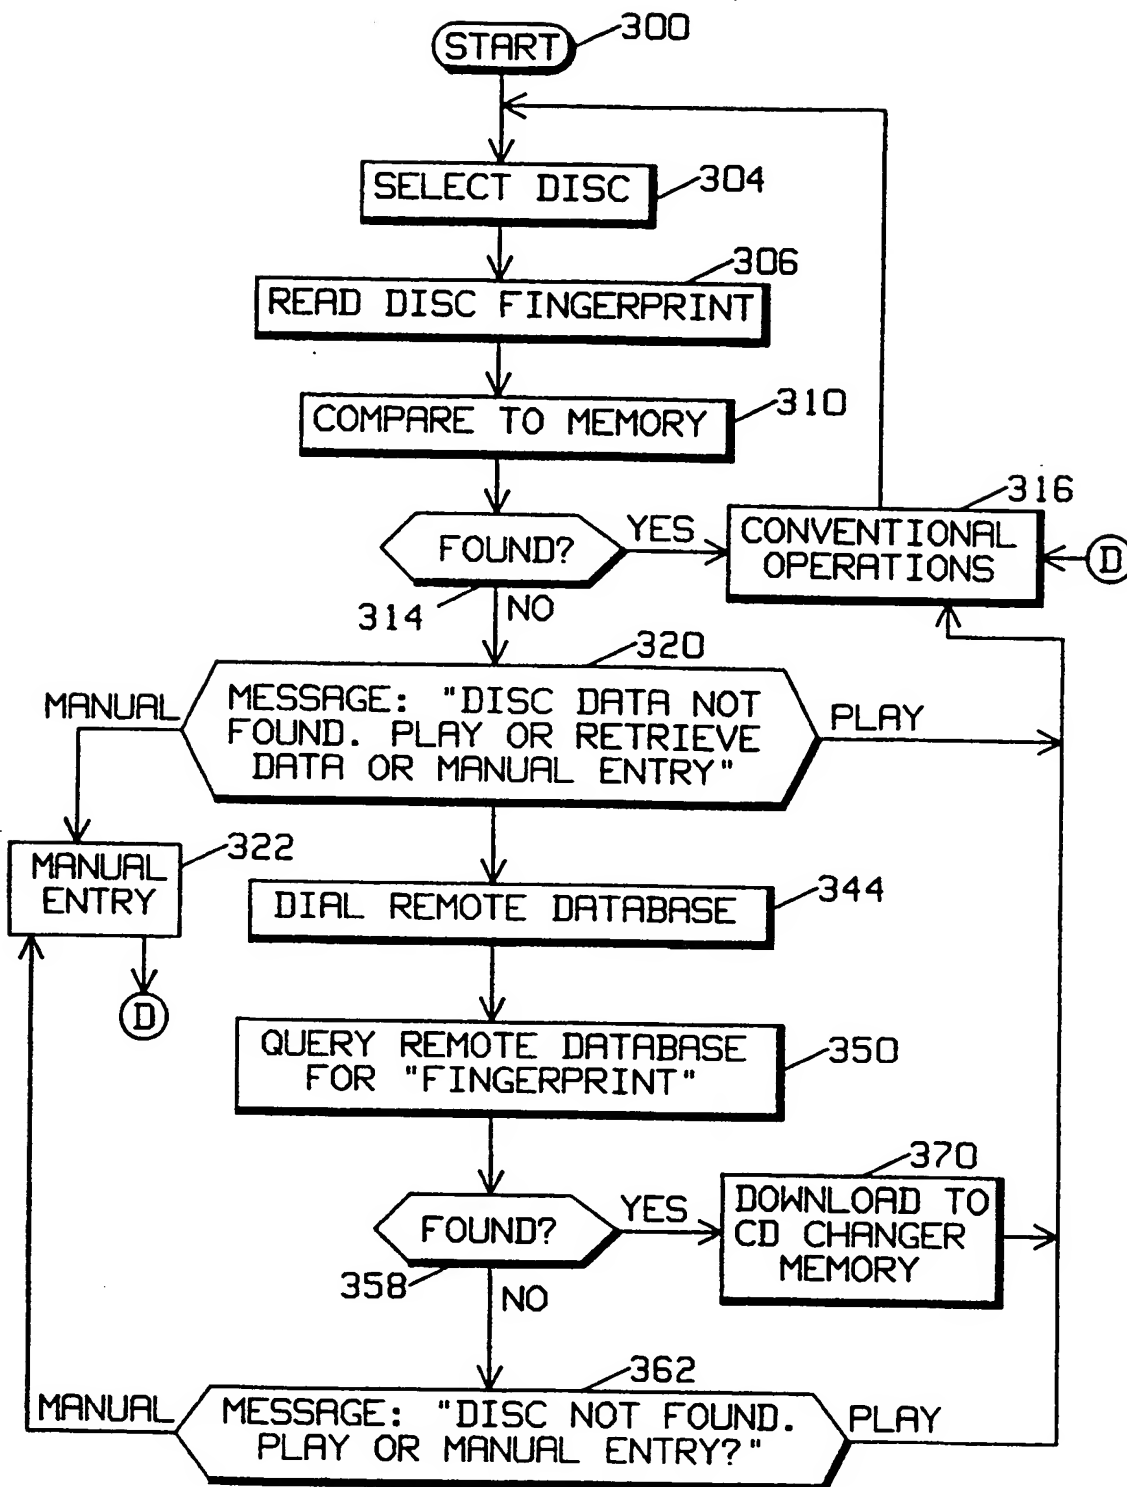 START
300
SELECT DISC
304
306
READ DISC FINGERPRINT
COMPARE TO MEMORY
310
FOUND?
YES
314
NO
316
CONVENTIONAL
OPERATIONS
D
320
MANUAL
MESSAGE: "DISC DATA NOT
FOUND. PLAY OR RETRIEVE
DATA OR MANUAL ENTRY"
PLAY
322
MANUAL
ENTRY
D
DIAL REMOTE DATABASE
344
QUERY REMOTE DATABASE
FOR "FINGERPRINT"
350
FOUND?
YES
358
NO
370
DOWNLOAD TO
CD CHANGER
MEMORY
362
MANUAL
MESSAGE: "DISC NOT FOUND.
PLAY OR MANUAL ENTRY?"
PLAY